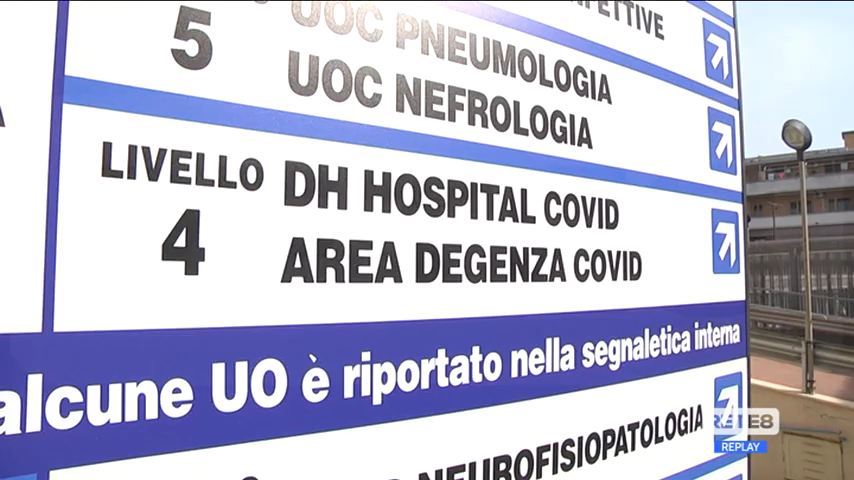 UOC PNEUMOLOGIA
5
UOC NEFROLOGIA
LIVELLO
4
DH HOSPITAL COVID
AREA DEGENZA COVID
alcune UO è riportato nella segnaletica interna
NEUROFISIOPATOLOGIA
RETE8
REPLAY